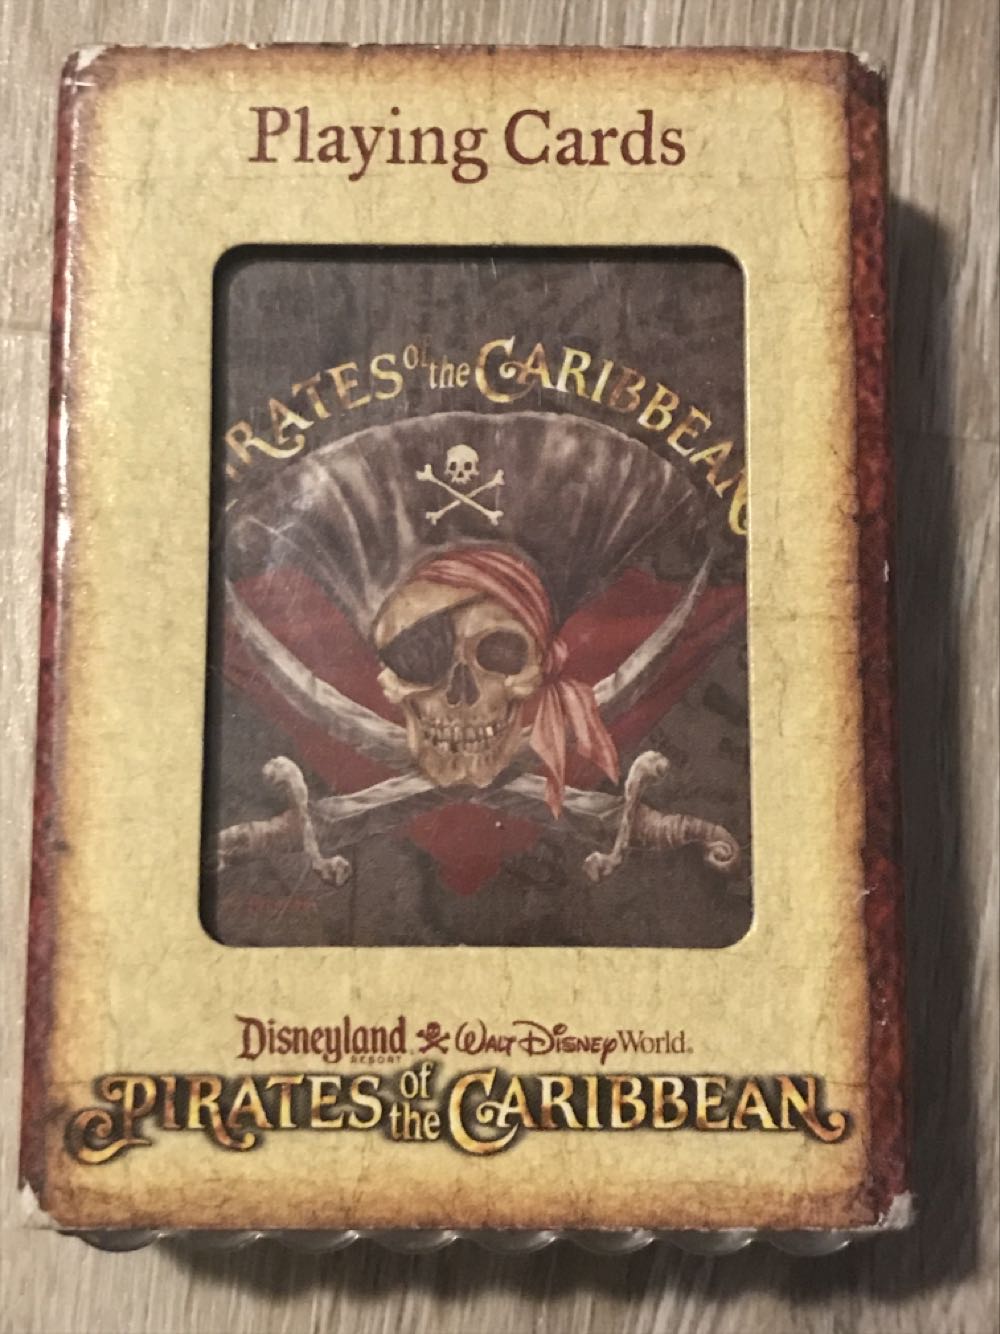 Playing Cards
PIRATES of the CARIBBEAN
Disneyland RESORT WALT DISNEY World®
PIRATES of the CARIBBEAN